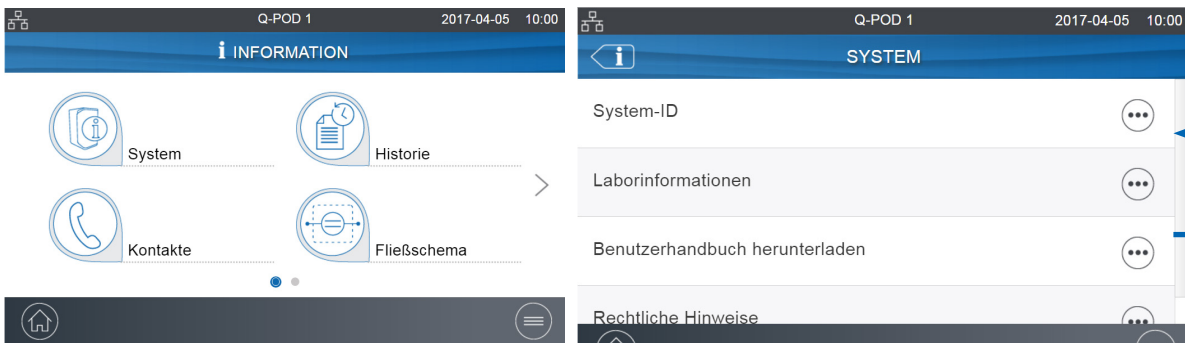 Q-POD 1 2017-04-05 10:00
i INFORMATION
System
Historie
Kontakte
Fließschema
Q-POD 1 2017-04-05 10:00
i SYSTEM
System-ID
Laborinformationen
Benutzerhandbuch herunterladen
Rechtliche Hinweise